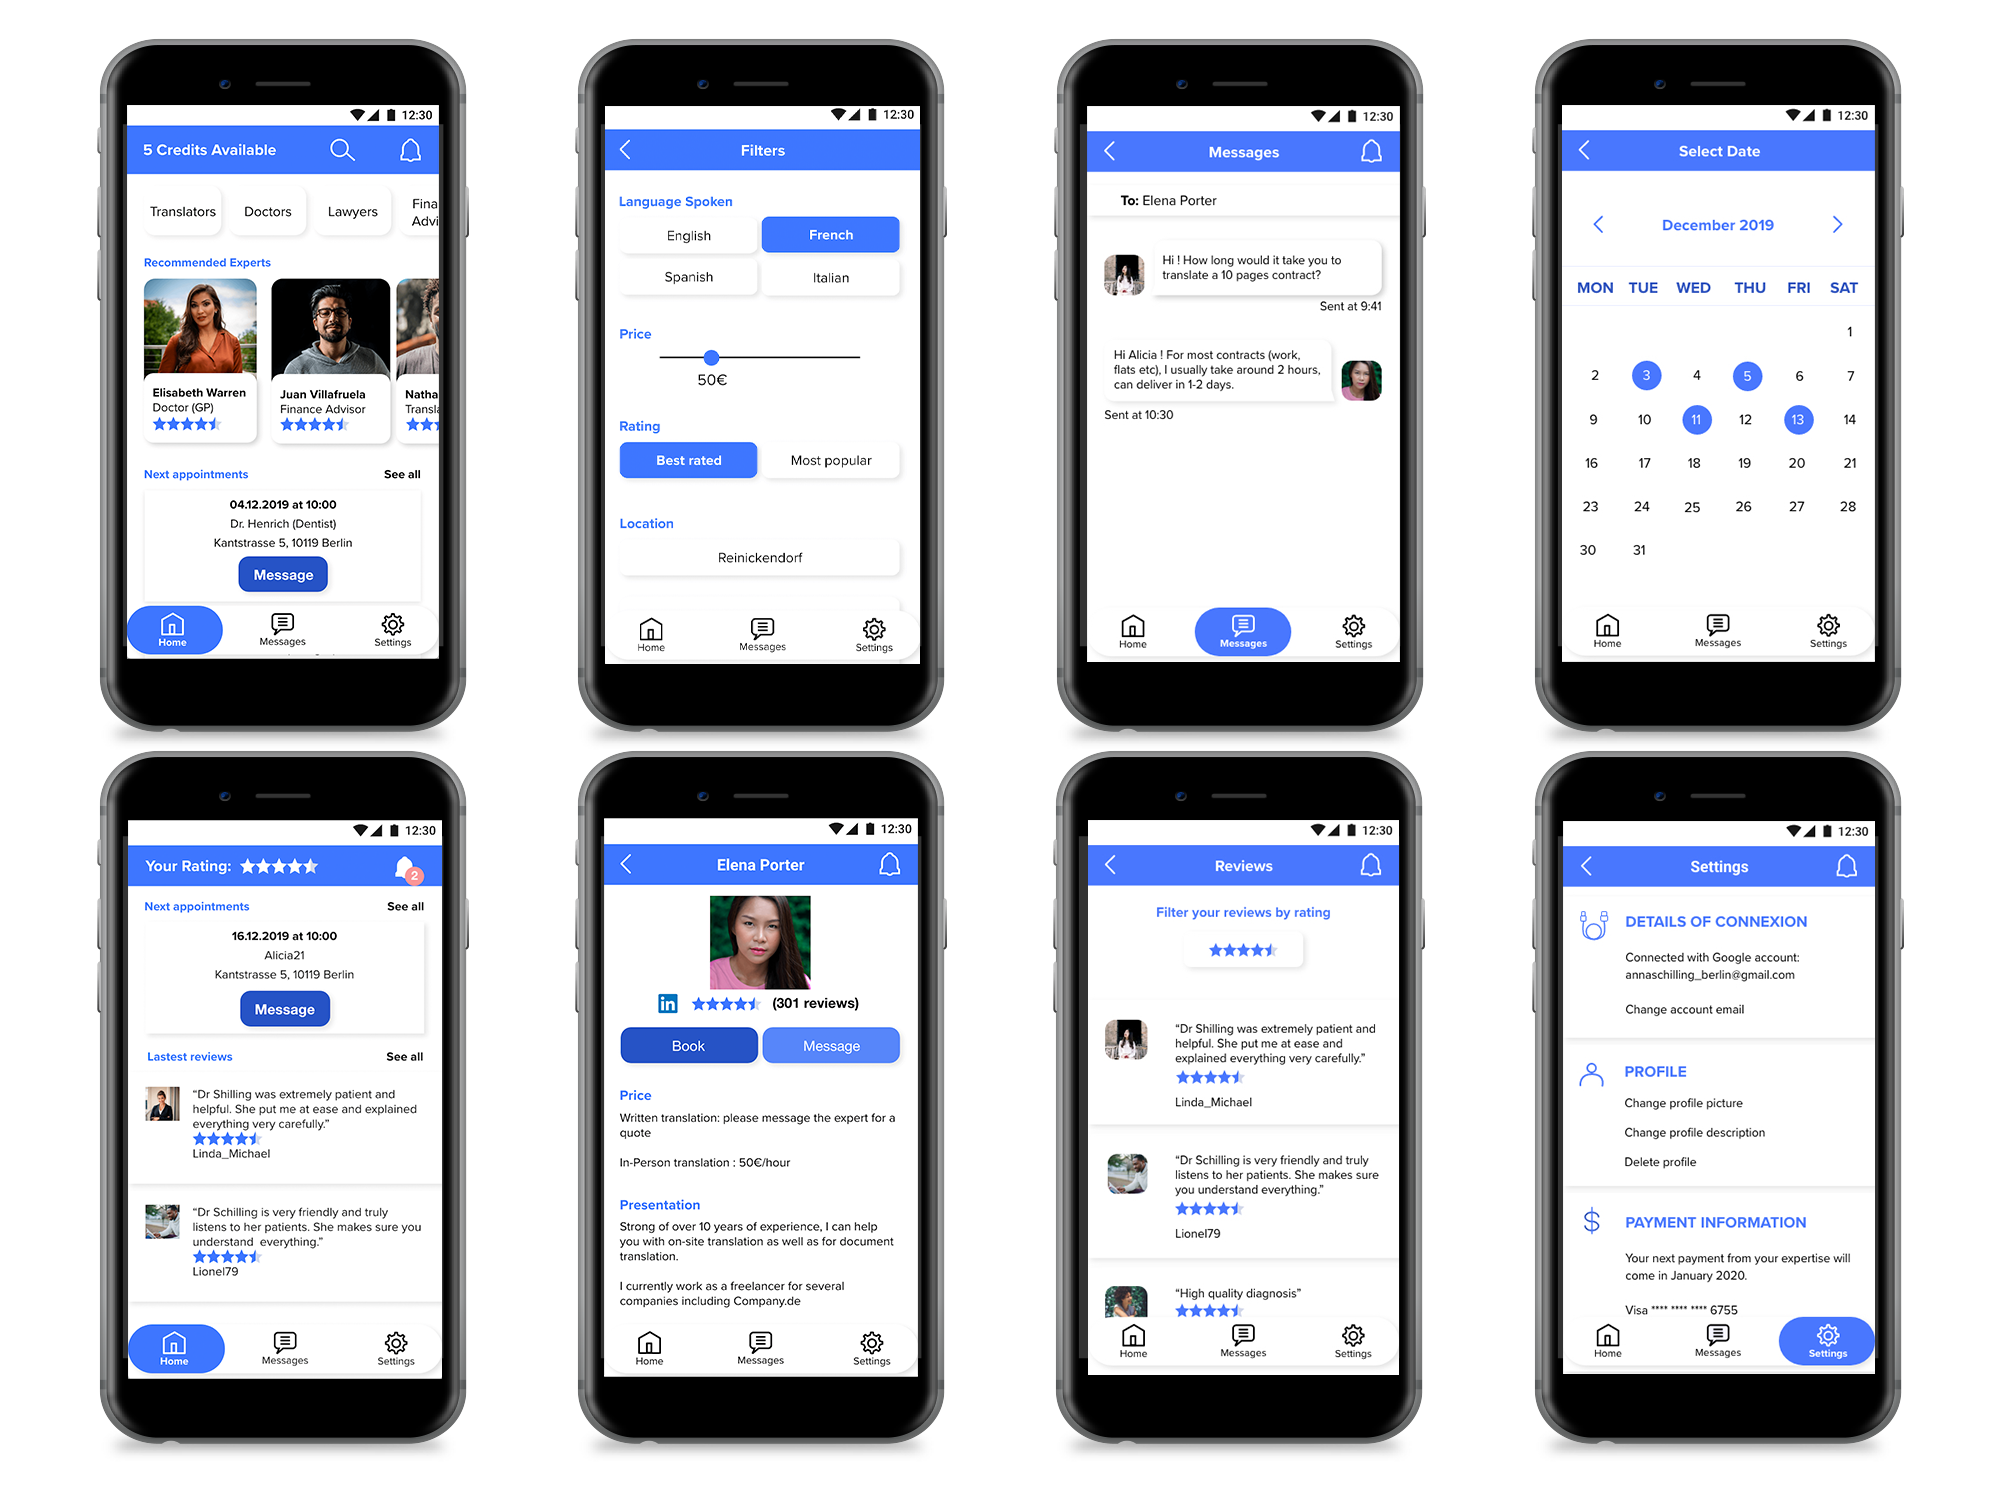 12:30
5 Credits Available
Translators
Doctors
Lawyers
Fina
Advi
Recommended Experts
Elisabeth Warren
Doctor (GP)
Juan Villafruela
Finance Advisor
Natha
Transl
Next appointments
See all
04.12.2019 at 10:00
Dr. Henrich (Dentist)
Kantstrasse 5, 10119 Berlin
Message
Home
Messages
Settings
12:30
Filters
Language Spoken
English
French
Spanish
Italian
Price
50€
Rating
Best rated
Most popular
Location
Reinickendorf
Home
Messages
Settings
12:30
Messages
To: Elena Porter
Hi ! How long would it take you to
translate a 10 pages contract?
Sent at 9:41
Hi Alicia ! For most contracts (work,
flats etc), I usually take around 2 hours,
can deliver in 1-2 days.
Sent at 10:30
Home
Messages
Settings
12:30
Select Date
December 2019
MON TUE WED THU FRI SAT
1
2 3 4 5 6 7
9 10 11 12 13 14
16 17 18 19 20 21
23 24 25 26 27 28
30 31
Home
Messages
Settings
12:30
Your Rating:
2
Next appointments
See all
16.12.2019 at 10:00
Alicia21
Kantstrasse 5, 10119 Berlin
Message
Lastest reviews
See all
“Dr Shilling was extremely patient and
helpful. She put me at ease and explained
everything very carefully.”
Linda_Michael
“Dr Schilling is very friendly and truly
listens to her patients. She makes sure you
understand everything.”
Lionel79
Home
Messages
Settings
12:30
Elena Porter
in
(301 reviews)
Book
Message
Price
Written translation: please message the expert for a
quote
In-Person translation : 50€/hour
Presentation
Strong of over 10 years of experience, I can help
you with on-site translation as well as for document
translation.
I currently work as a freelancer for several
companies including Company.de
Home
Messages
Settings
12:30
Reviews
Filter your reviews by rating
“Dr Shilling was extremely patient and
helpful. She put me at ease and
explained everything very carefully.”
Linda_Michael
“Dr Schilling is very friendly and truly
listens to her patients. She makes sure
you understand everything.”
Lionel79
“High quality diagnosis”
Home
Messages
Settings
12:30
Settings
DETAILS OF CONNEXION
Connected with Google account:
annaschilling_berlin@gmail.com
Change account email
PROFILE
Change profile picture
Change profile description
Delete profile
$
PAYMENT INFORMATION
Your next payment from your expertise will
come in January 2020.
Visa **** **** **** 6755
Home
Messages
Settings